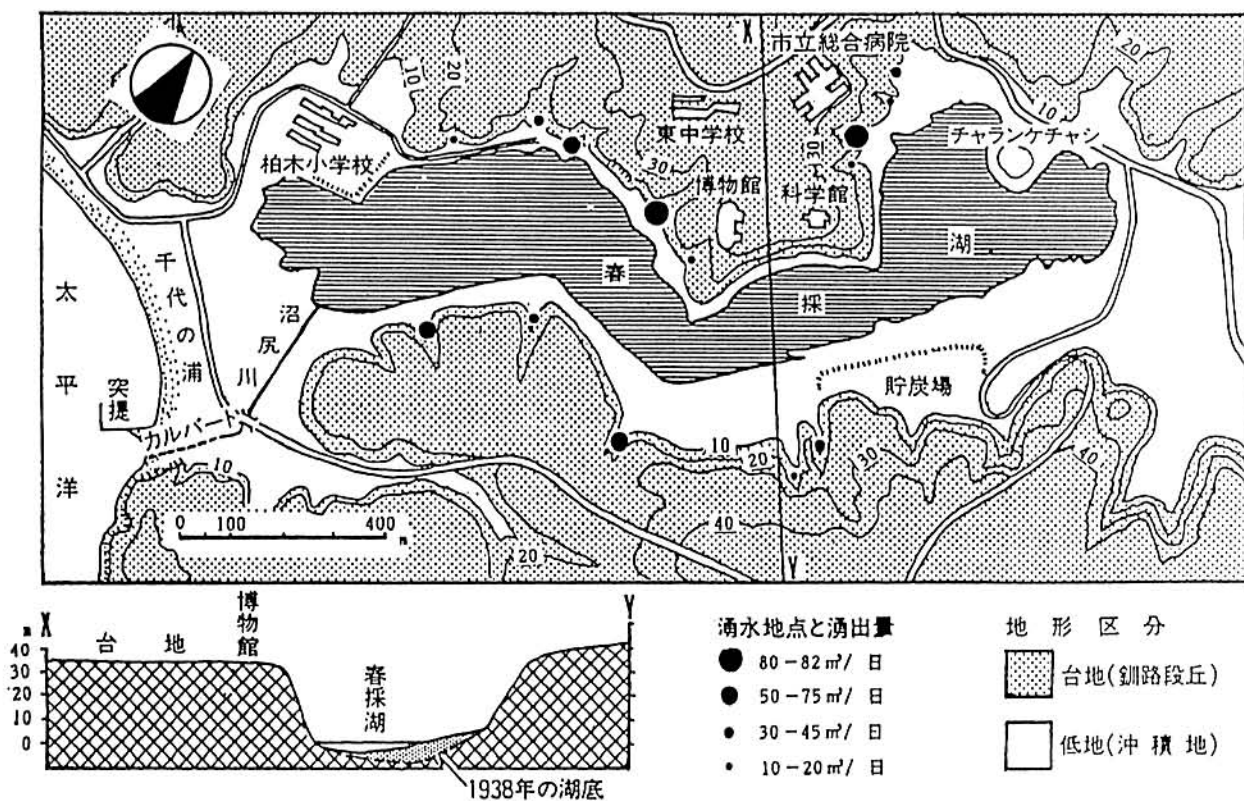 X
市立総合病院
20
10
20
10
東中学校
チャランケチャシ
柏木小学校
30
博物館
20
科学館
春
採
湖
太平洋
千代の浦
沼尻川
突提
カルバート
貯炭場
10
10
20
30
40
0 100 400
m
20
40
Y
X
博物館
Y
m
40
30
20
10
0
台地
春採湖
1938年の湖底
湧水地点と湧出量
80−82㎥/日
50−75㎥/日
30−45㎥/日
10−20㎥/日
地形区分
台地(釧路段丘)
低地(沖積地)